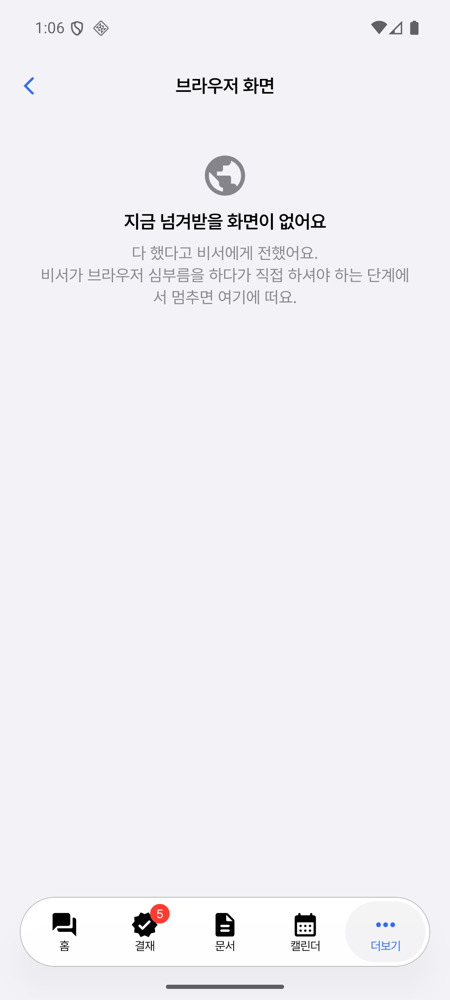 1:06
브라우저 화면
지금 넘겨받을 화면이 없어요
다 했다고 비서에게 전했어요.
비서가 브라우저 심부름을 하다가 직접 하셔야 하는 단계에
서 멈추면 여기에 떠요.
5
홈
결재
문서
캘린더
더보기